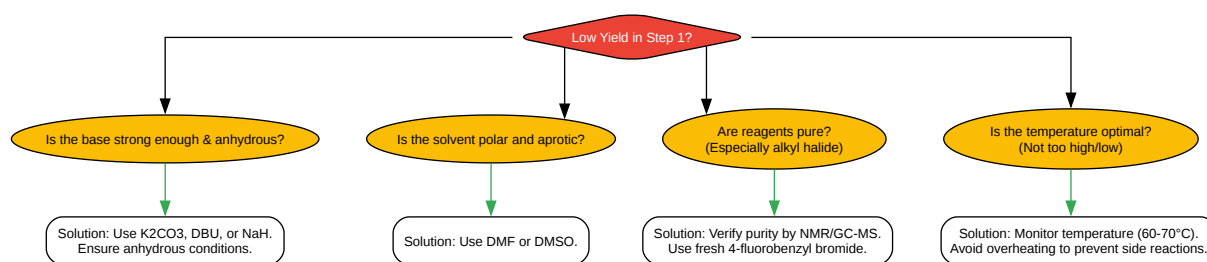 Low Yield in Step 1?
Is the base strong enough & anhydrous?
Is the solvent polar and aprotic?
Are reagents pure?
(Especially alkyl halide)
Is the temperature optimal?
(Not too high/low)
Solution: Use K2CO3, DBU, or NaH.
Ensure anhydrous conditions.
Solution: Use DMF or DMSO.
Solution: Verify purity by NMR/GC-MS.
Use fresh 4-fluorobenzyl bromide.
Solution: Monitor temperature (60-70°C).
Avoid overheating to prevent side reactions.